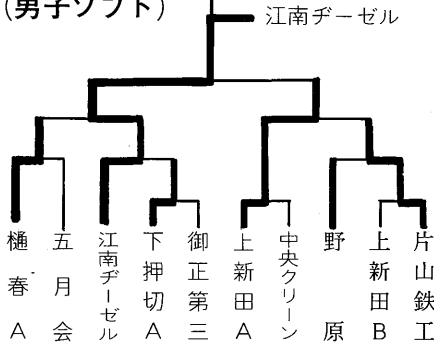 (男子ソフト)
江南ヂーゼル
樋春A
五月会
江南ヂーゼル
下押切A
御正第三
上新田A
中央クリーン
野原
上新田B
片山鉄工